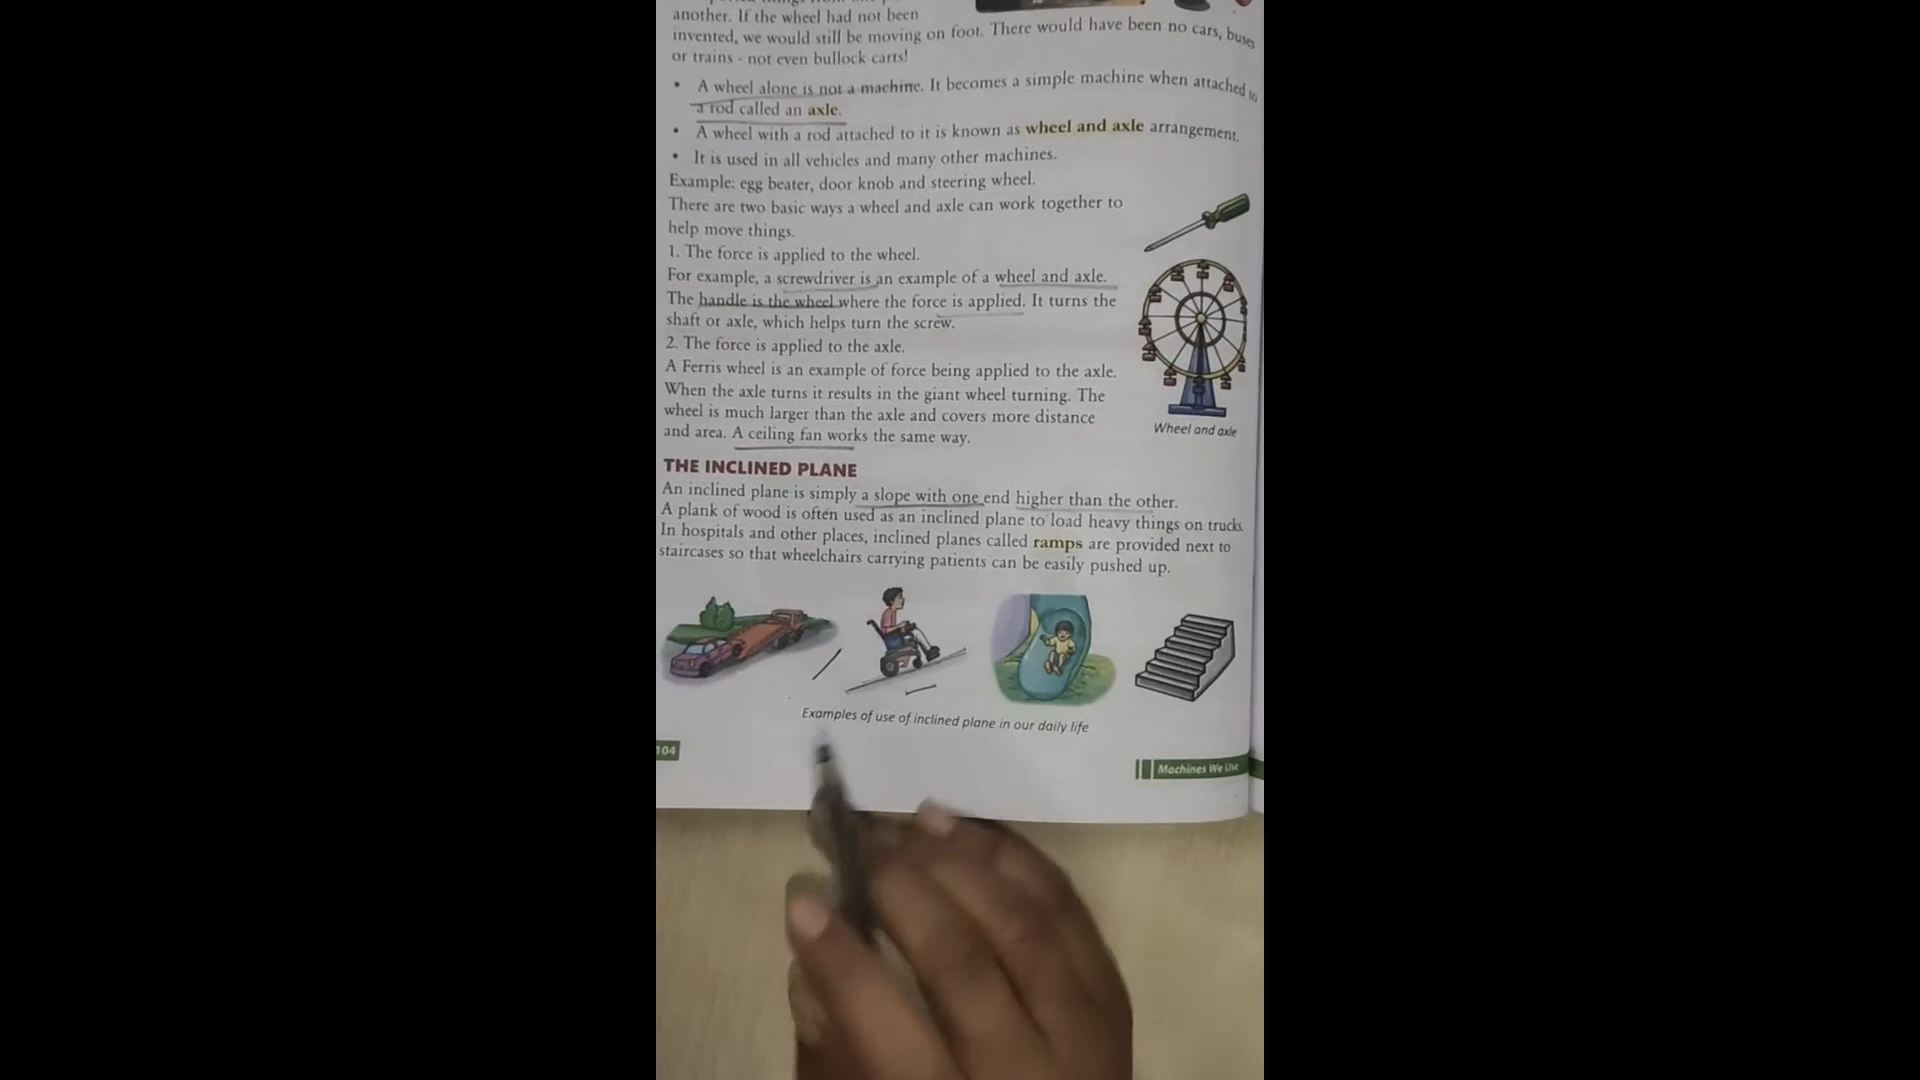 another. If the wheel had not been
invented, we would still be moving on foot. There would have been no cars, buses
or trains - not even bullock carts!
• A wheel alone is not a machine. It becomes a simple machine when attached to
a rod called an axle.
• A wheel with a rod attached to it is known as wheel and axle arrangement.
• It is used in all vehicles and many other machines.
Example: egg beater, door knob and steering wheel.
There are two basic ways a wheel and axle can work together to
help move things.
1. The force is applied to the wheel.
For example, a screwdriver is an example of a wheel and axle.
The handle is the wheel where the force is applied. It turns the
shaft or axle, which helps turn the screw.
2. The force is applied to the axle.
A Ferris wheel is an example of force being applied to the axle.
When the axle turns it results in the giant wheel turning. The
wheel is much larger than the axle and covers more distance
and area. A ceiling fan works the same way.
Wheel and axle
THE INCLINED PLANE
An inclined plane is simply a slope with one end higher than the other.
A plank of wood is often used as an inclined plane to load heavy things on trucks.
In hospitals and other places, inclined planes called ramps are provided next to
staircases so that wheelchairs carrying patients can be easily pushed up.
Examples of use of inclined plane in our daily life
104
Machines We Use